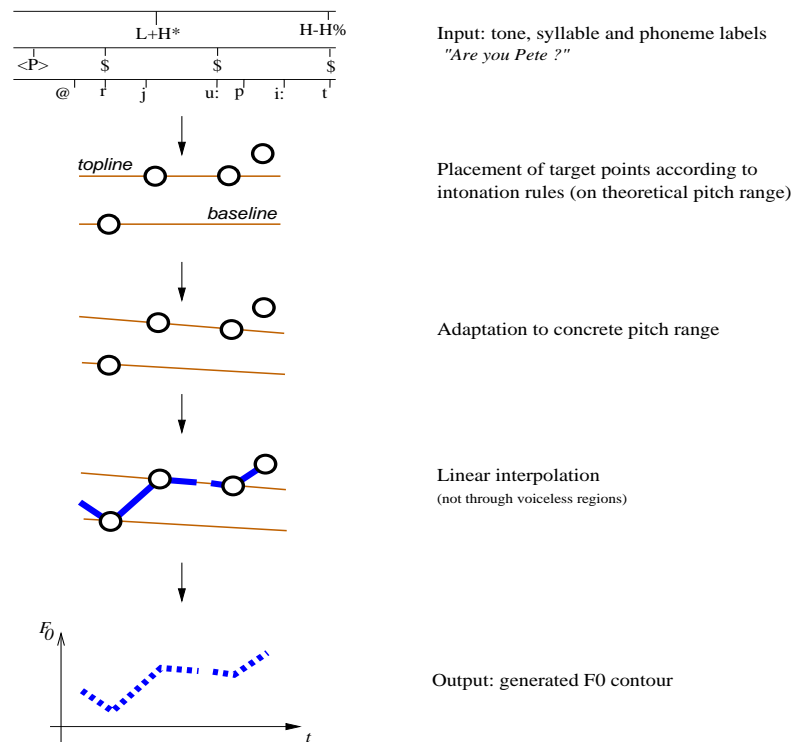 L+H* H-H%
<P> $ $ $
@ r j u: p i: t
Input: tone, syllable and phoneme labels
"Are you Pete ?"
topline
baseline
Placement of target points according to
intonation rules (on theoretical pitch range)
Adaptation to concrete pitch range
Linear interpolation
(not through voiceless regions)
F0
t
Output: generated F0 contour